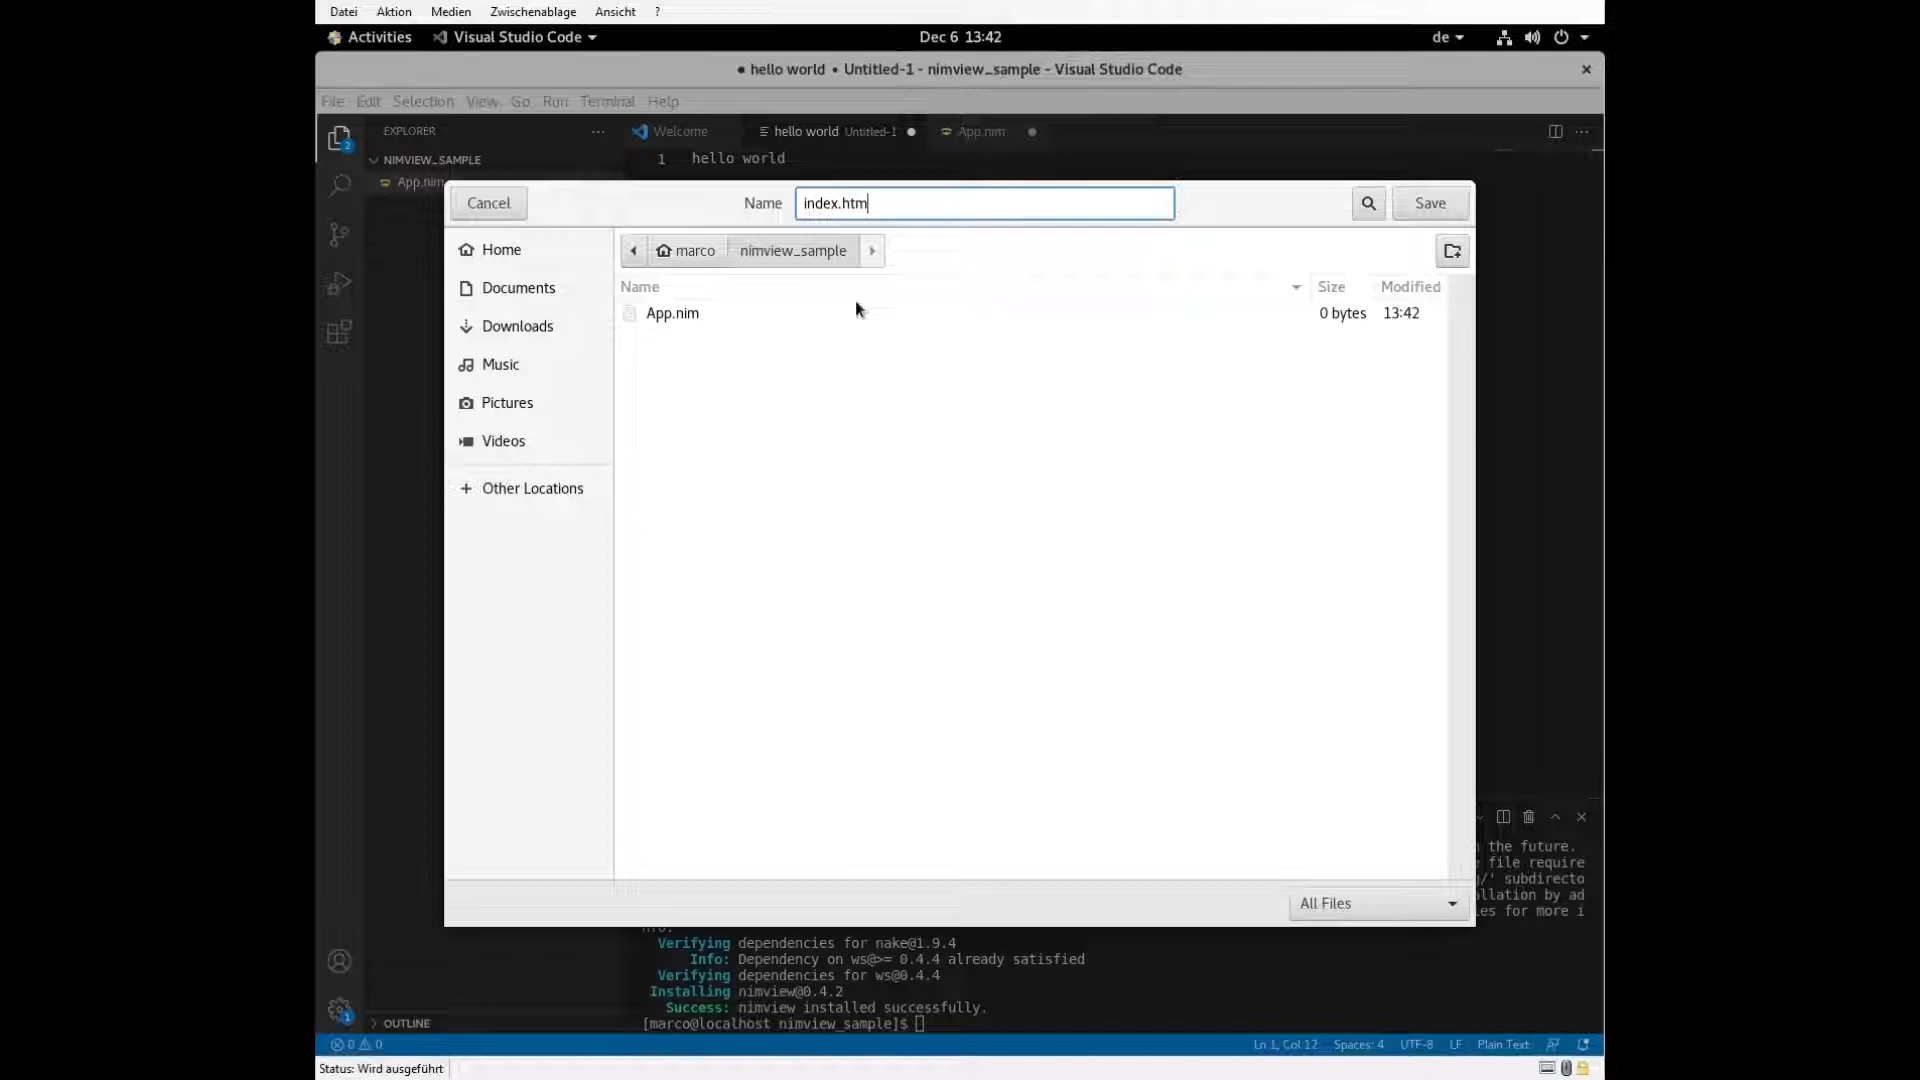 Datei Aktion Medien Zwischenablage Ansicht ?
Activities Visual Studio Code Dec 6 13:42 de
● hello world • Untitled-1 - nimview_sample - Visual Studio Code
File Edit Selection View Go Run Terminal Help
EXPLORER
Welcome hello world Untitled-1 App.nim
NIMVIEW_SAMPLE
1 hello world
App.nim
2
Cancel Name index.htm Save
Home
marco nimview_sample
Documents
Downloads
Music
Pictures
Videos
Other Locations
Name Size Modified
App.nim 0 bytes 13:42
All Files
the future.
file require
/' subdirecto
llation by ad
es for more i
Verifying dependencies for nake@1.9.4
Info: Dependency on ws@>= 0.4.4 already satisfied
Verifying dependencies for ws@0.4.4
Installing nimview@0.4.2
Success: nimview installed successfully.
[marco@localhost nimview_sample]$
1
OUTLINE
0 0 Ln 1, Col 12 Spaces: 4 UTF-8 LF Plain Text
Status: Wird ausgeführt